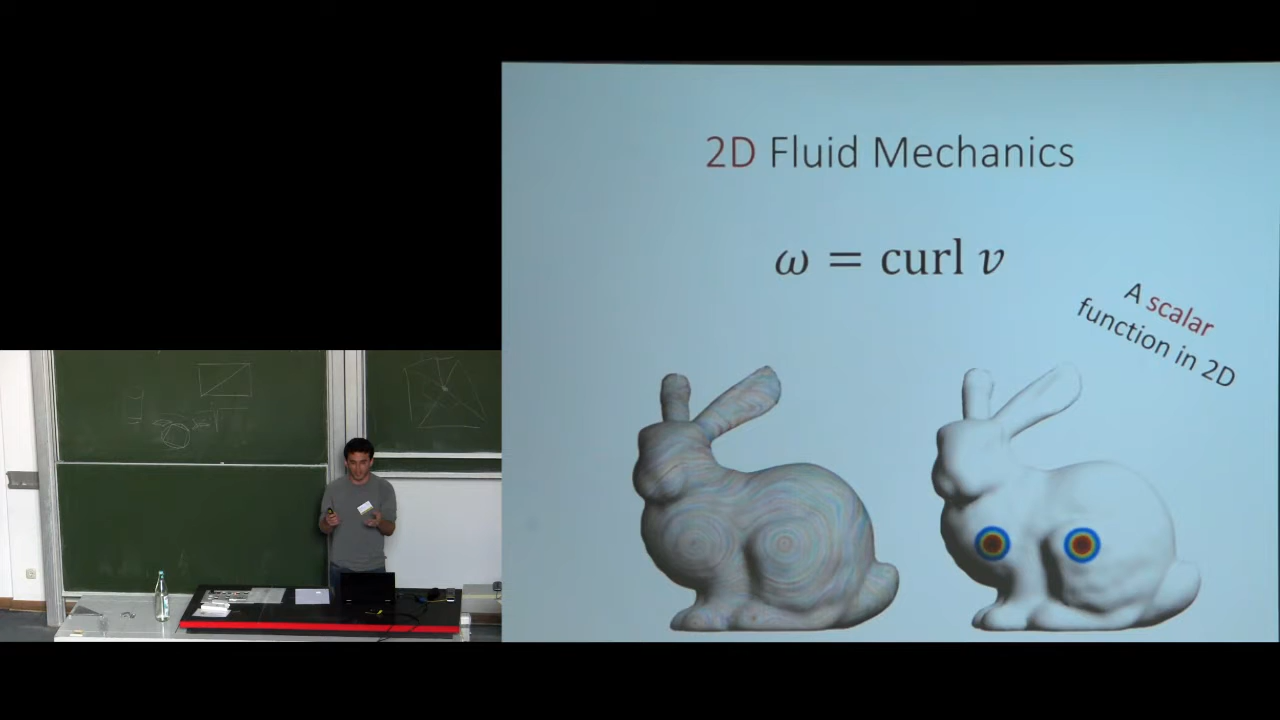 2D Fluid Mechanics
ω = curl v
A scalar
function in 2D